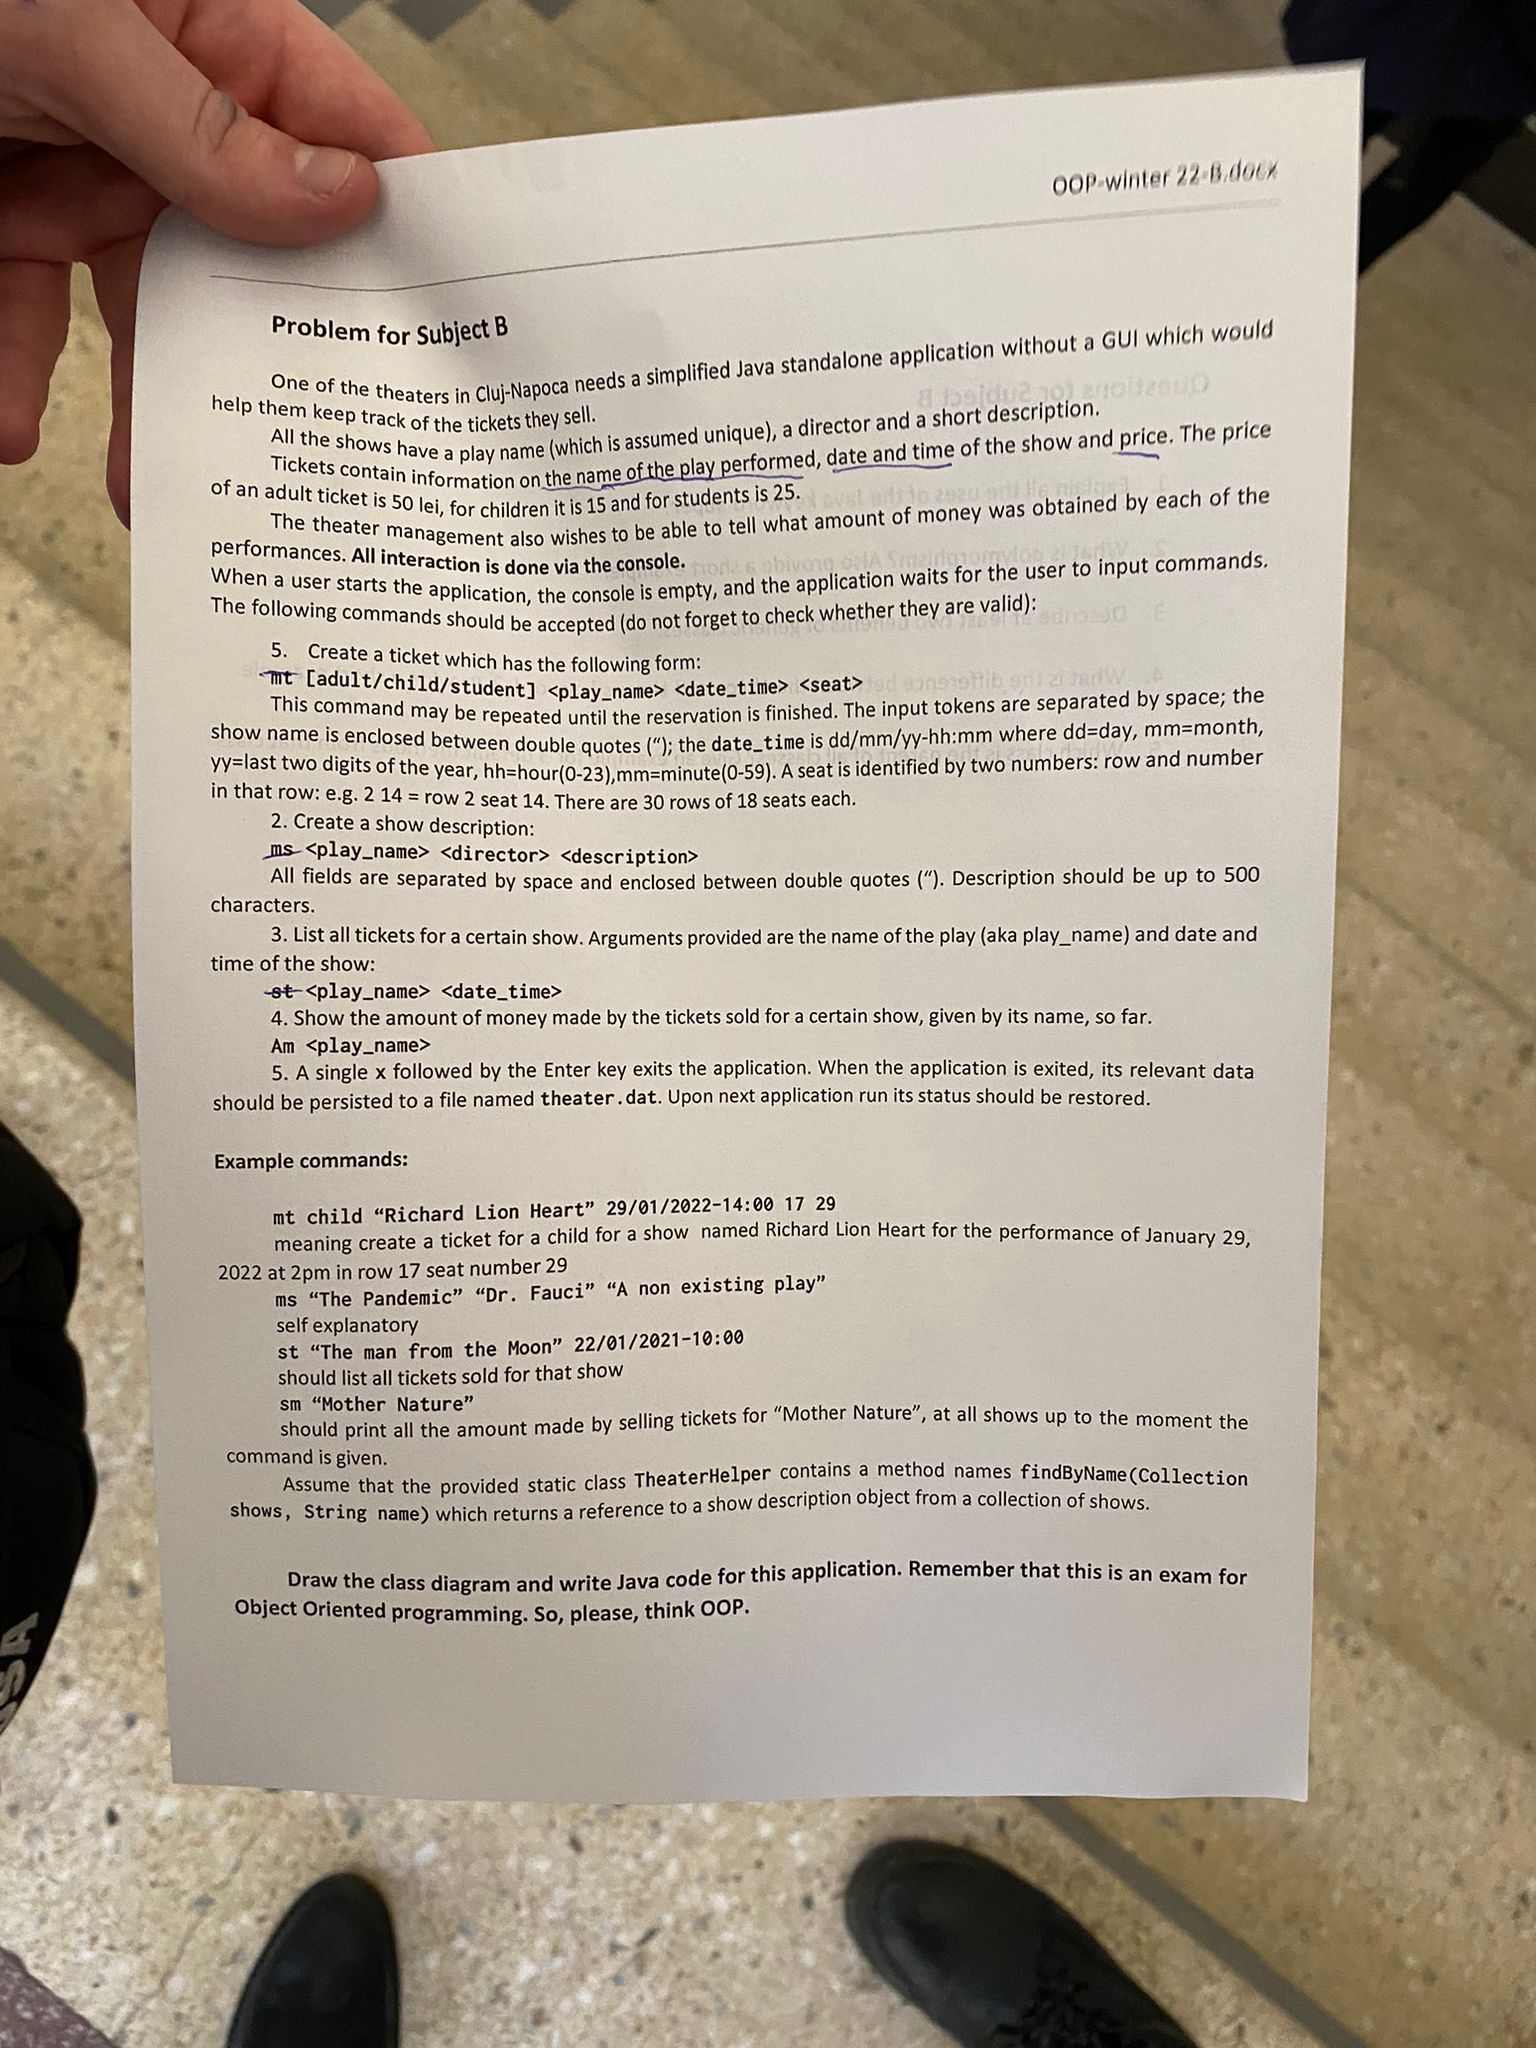 OOP-winter 22-B.docx
Problem for Subject B
One of the theaters in Cluj-Napoca needs a simplified Java standalone application without a GUI which would
help them keep track of the tickets they sell.
All the shows have a play name (which is assumed unique), a director and a short description.
Tickets contain information on the name of the play performed, date and time of the show and price. The price
of an adult ticket is 50 lei, for children it is 15 and for students is 25.
The theater management also wishes to be able to tell what amount of money was obtained by each of the
performances. All interaction is done via the console.
When a user starts the application, the console is empty, and the application waits for the user to input commands.
The following commands should be accepted (do not forget to check whether they are valid):
5. Create a ticket which has the following form:
mt [adult/child/student] <play_name> <date_time> <seat>
This command may be repeated until the reservation is finished. The input tokens are separated by space; the
show name is enclosed between double quotes (“); the date_time is dd/mm/yy-hh:mm where dd=day, mm=month,
yy=last two digits of the year, hh=hour(0-23),mm=minute(0-59). A seat is identified by two numbers: row and number
in that row: e.g. 2 14 = row 2 seat 14. There are 30 rows of 18 seats each.
2. Create a show description:
ms <play_name> <director> <description>
All fields are separated by space and enclosed between double quotes (“). Description should be up to 500
characters.
3. List all tickets for a certain show. Arguments provided are the name of the play (aka play_name) and date and
time of the show:
st <play_name> <date_time>
4. Show the amount of money made by the tickets sold for a certain show, given by its name, so far.
Am <play_name>
5. A single x followed by the Enter key exits the application. When the application is exited, its relevant data
should be persisted to a file named theater.dat. Upon next application run its status should be restored.
Example commands:
mt child “Richard Lion Heart” 29/01/2022-14:00 17 29
meaning create a ticket for a child for a show named Richard Lion Heart for the performance of January 29,
2022 at 2pm in row 17 seat number 29
ms “The Pandemic” “Dr. Fauci” “A non existing play”
self explanatory
st “The man from the Moon” 22/01/2021-10:00
should list all tickets sold for that show
sm “Mother Nature”
should print all the amount made by selling tickets for “Mother Nature”, at all shows up to the moment the
command is given.
Assume that the provided static class TheaterHelper contains a method names findByName(Collection
shows, String name) which returns a reference to a show description object from a collection of shows.
Draw the class diagram and write Java code for this application. Remember that this is an exam for
Object Oriented programming. So, please, think OOP.